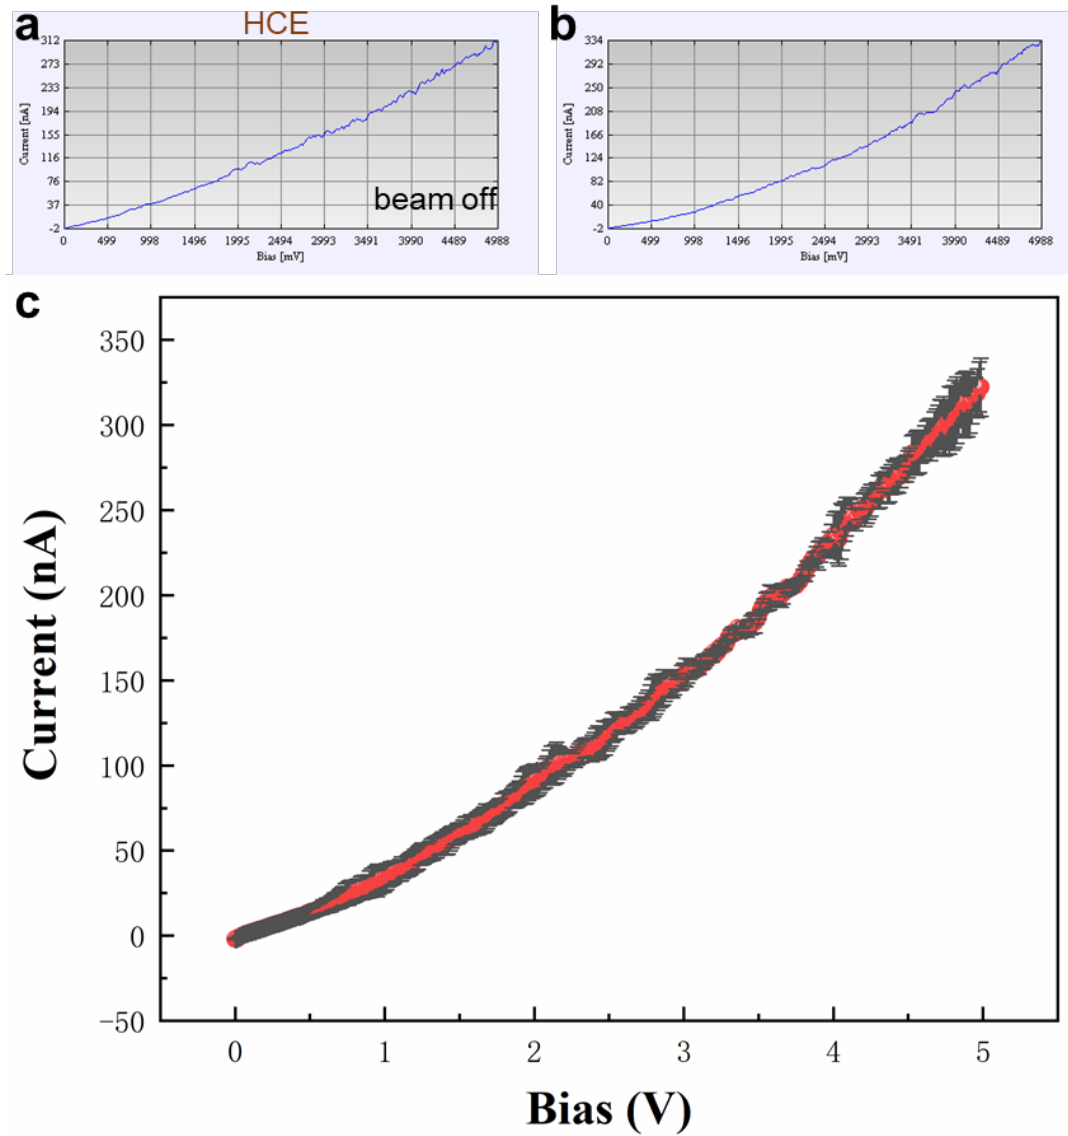 a
HCE
b
312
273
233
194
155
116
76
37
-2
Current [nA]
beam off
0 499 998 1496 1995 2494 2993 3491 3990 4489 4988
Bias [mV]
334
292
250
208
166
124
82
40
-2
Current [nA]
0 499 998 1496 1995 2494 2993 3491 3990 4489 4988
Bias [mV]
c
350
300
250
200
150
100
50
0
−50
Current (nA)
0 1 2 3 4 5
Bias (V)